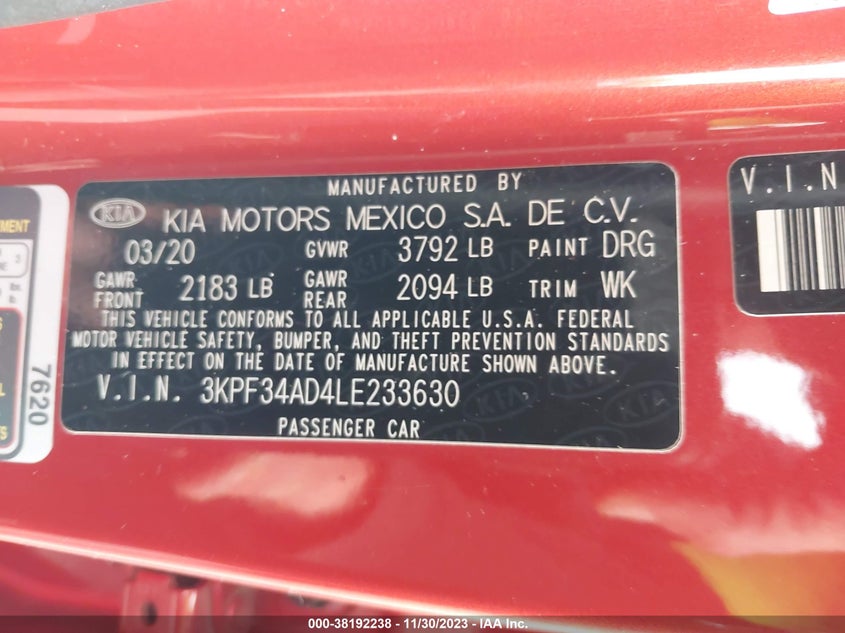 MANUFACTURED BY
KIA KIA MOTORS MEXICO S.A. DE C.V.
03/20 GVWR 3792 LB PAINT DRG
GAWR FRONT 2183 LB GAWR REAR 2094 LB TRIM WK
THIS VEHICLE CONFORMS TO ALL APPLICABLE U.S.A. FEDERAL
MOTOR VEHICLE SAFETY, BUMPER, AND THEFT PREVENTION STANDARDS
IN EFFECT ON THE DATE OF MANUFACTURE SHOWN ABOVE.
V.I.N. 3KPF34AD4LE233630
PASSENGER CAR
V.I.N
7620
000-38192238 - 11/30/2023 - IAAI.COM